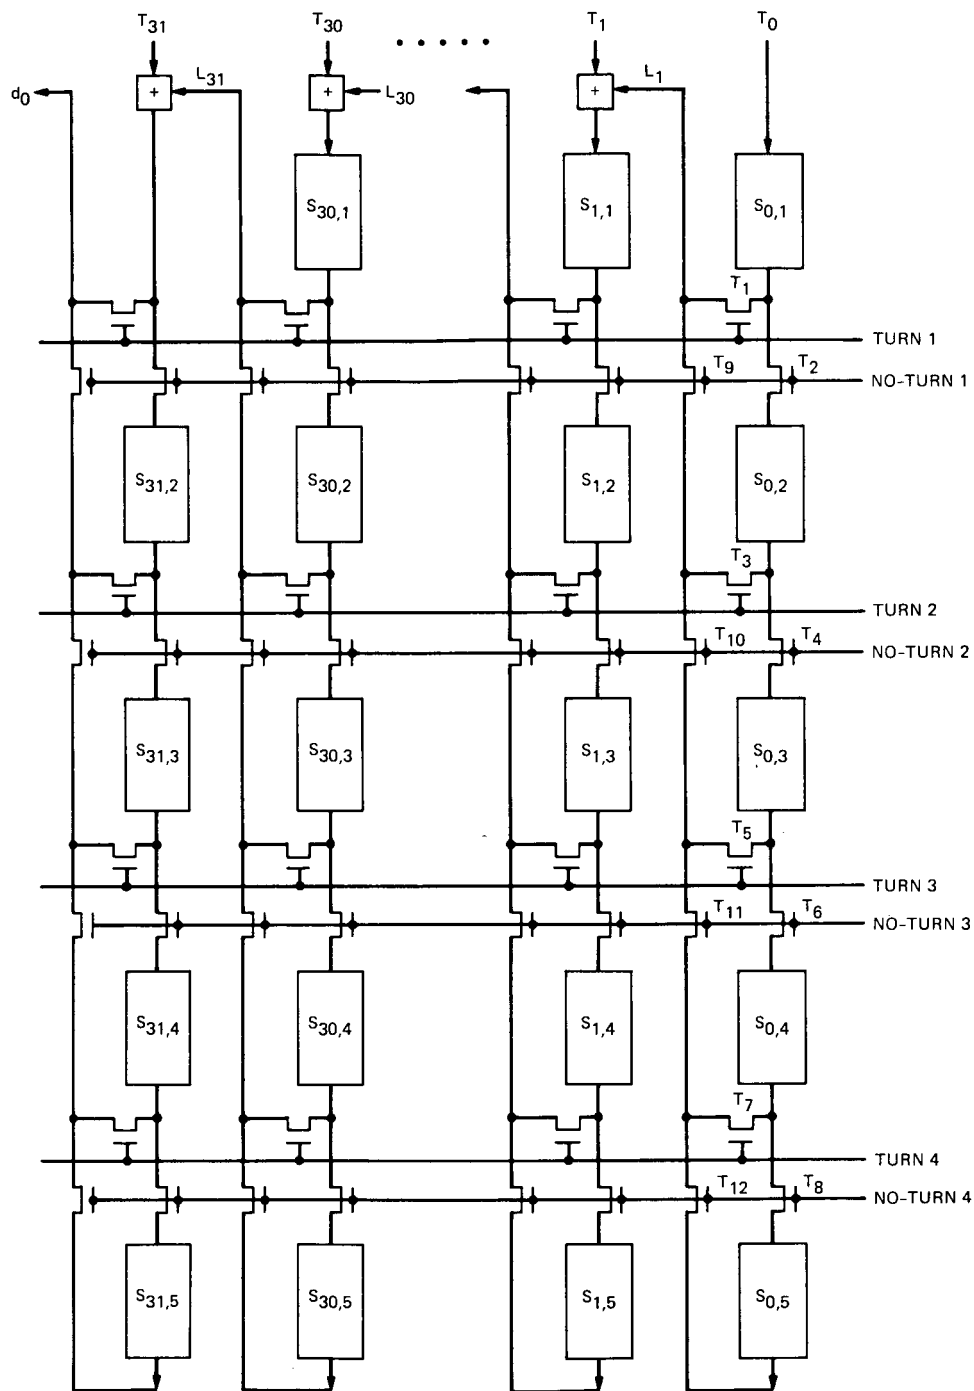 T31 T30 ..... T1 T0
d0 L31 L30 L1
+ + +
S30,1 S1,1 S0,1
T1
TURN 1
T9 T2 NO-TURN 1
S31,2 S30,2 S1,2 S0,2
T3
TURN 2
T10 T4 NO-TURN 2
S31,3 S30,3 S1,3 S0,3
T5
TURN 3
T11 T6 NO-TURN 3
S31,4 S30,4 S1,4 S0,4
T7
TURN 4
T12 T8 NO-TURN 4
S31,5 S30,5 S1,5 S0,5